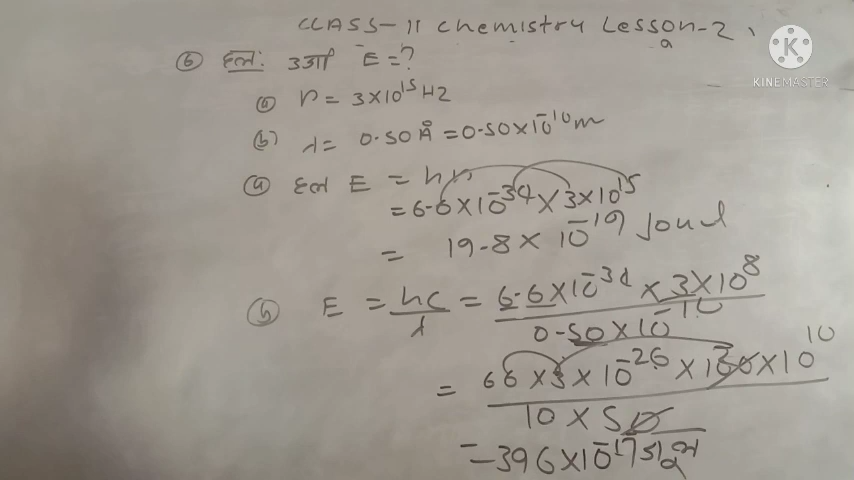 CLASS-11 Chemistry Lesson-2
K
KINEMASTER
⑥ हल: ऊर्जा E = ?
ⓐ ν = 3×10¹⁵ Hz
ⓑ λ = 0.50 Å = 0.50×10⁻¹⁰ m
ⓐ हल E = hν
= 6.6×10⁻³⁴ × 3×10¹⁵
= 19.8 × 10⁻¹⁹ Joul
ⓑ E = hc/λ = 6.6×10⁻³⁴ × 3×10⁸ / 0.50×10⁻¹⁰
= 66 × 3 × 10⁻²⁶ × 100 × 10¹⁰ / 10 × 50
= -396×10⁻¹⁷ जूल